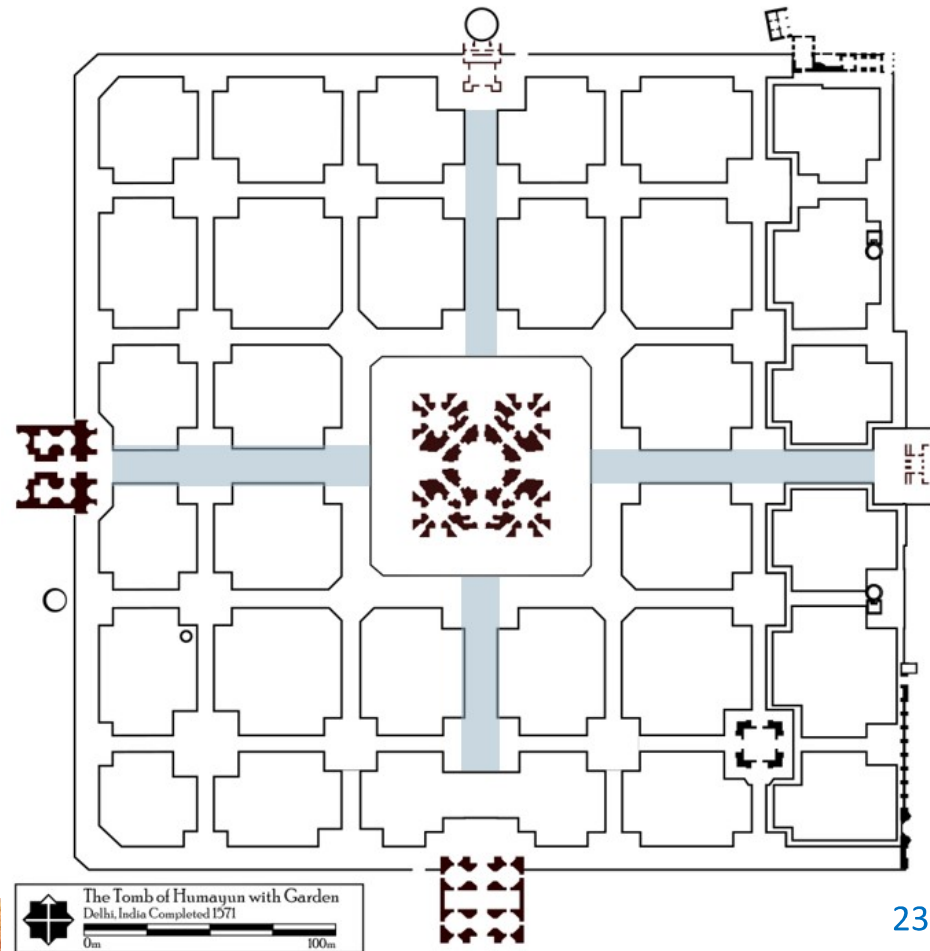 The Tomb of Humayun with Garden
Delhi, India Completed 1571
0m 100m
23